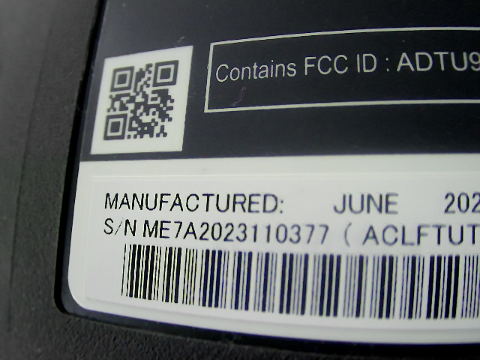 Contains FCC ID : ADTU9
MANUFACTURED: JUNE 202
S/N ME7A2023110377 ( ACLFTUT